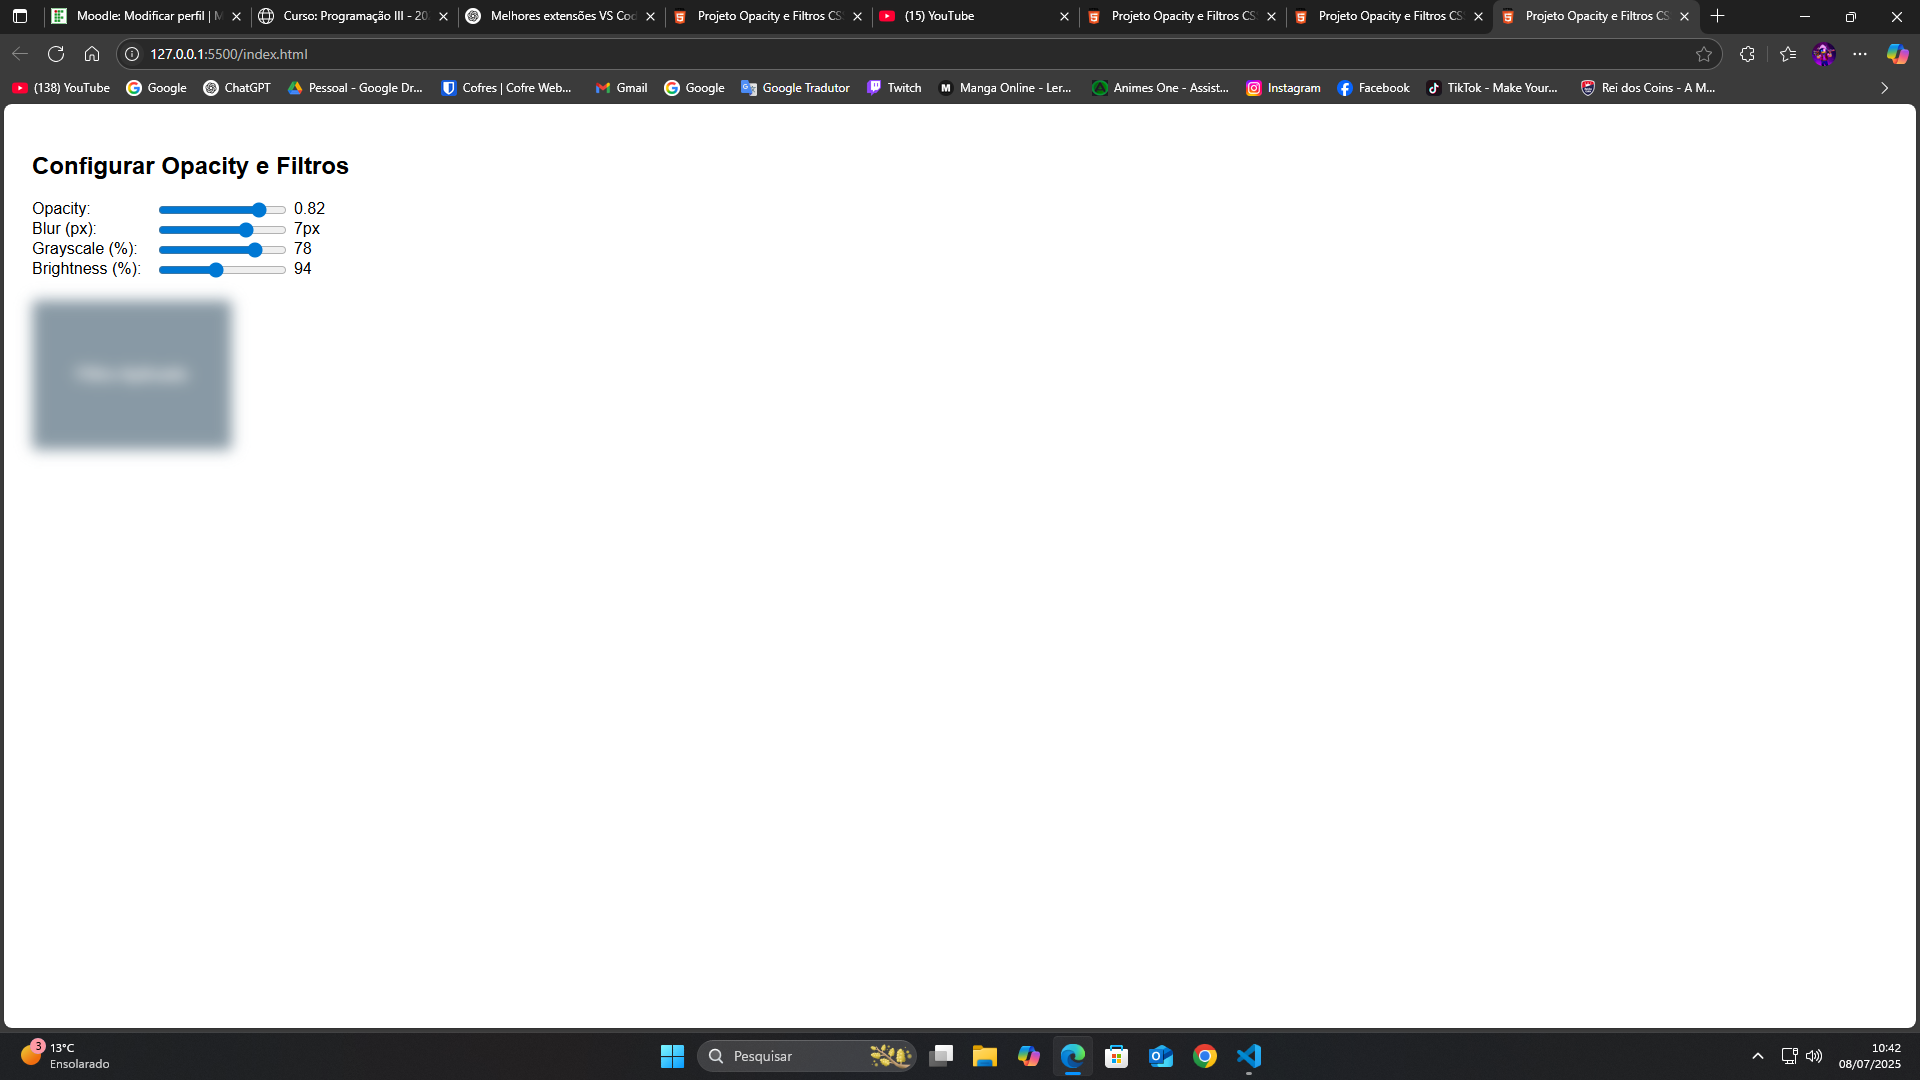 Moodle: Modificar perfil | M
Curso: Programação III - 20
Melhores extensões VS Cod
Projeto Opacity e Filtros CS
(15) YouTube
Projeto Opacity e Filtros CS
Projeto Opacity e Filtros CS
Projeto Opacity e Filtros CS
127.0.0.1:5500/index.html
(138) YouTube
Google
ChatGPT
Pessoal - Google Dr...
Cofres | Cofre Web...
Gmail
Google
Google Tradutor
Twitch
Manga Online - Ler...
Animes One - Assist...
Instagram
Facebook
TikTok - Make Your...
Rei dos Coins - A M...
Configurar Opacity e Filtros
Opacity: 0.82
Blur (px): 7px
Grayscale (%): 78
Brightness (%): 94
3
13°C
Ensolarado
Pesquisar
10:42
08/07/2025